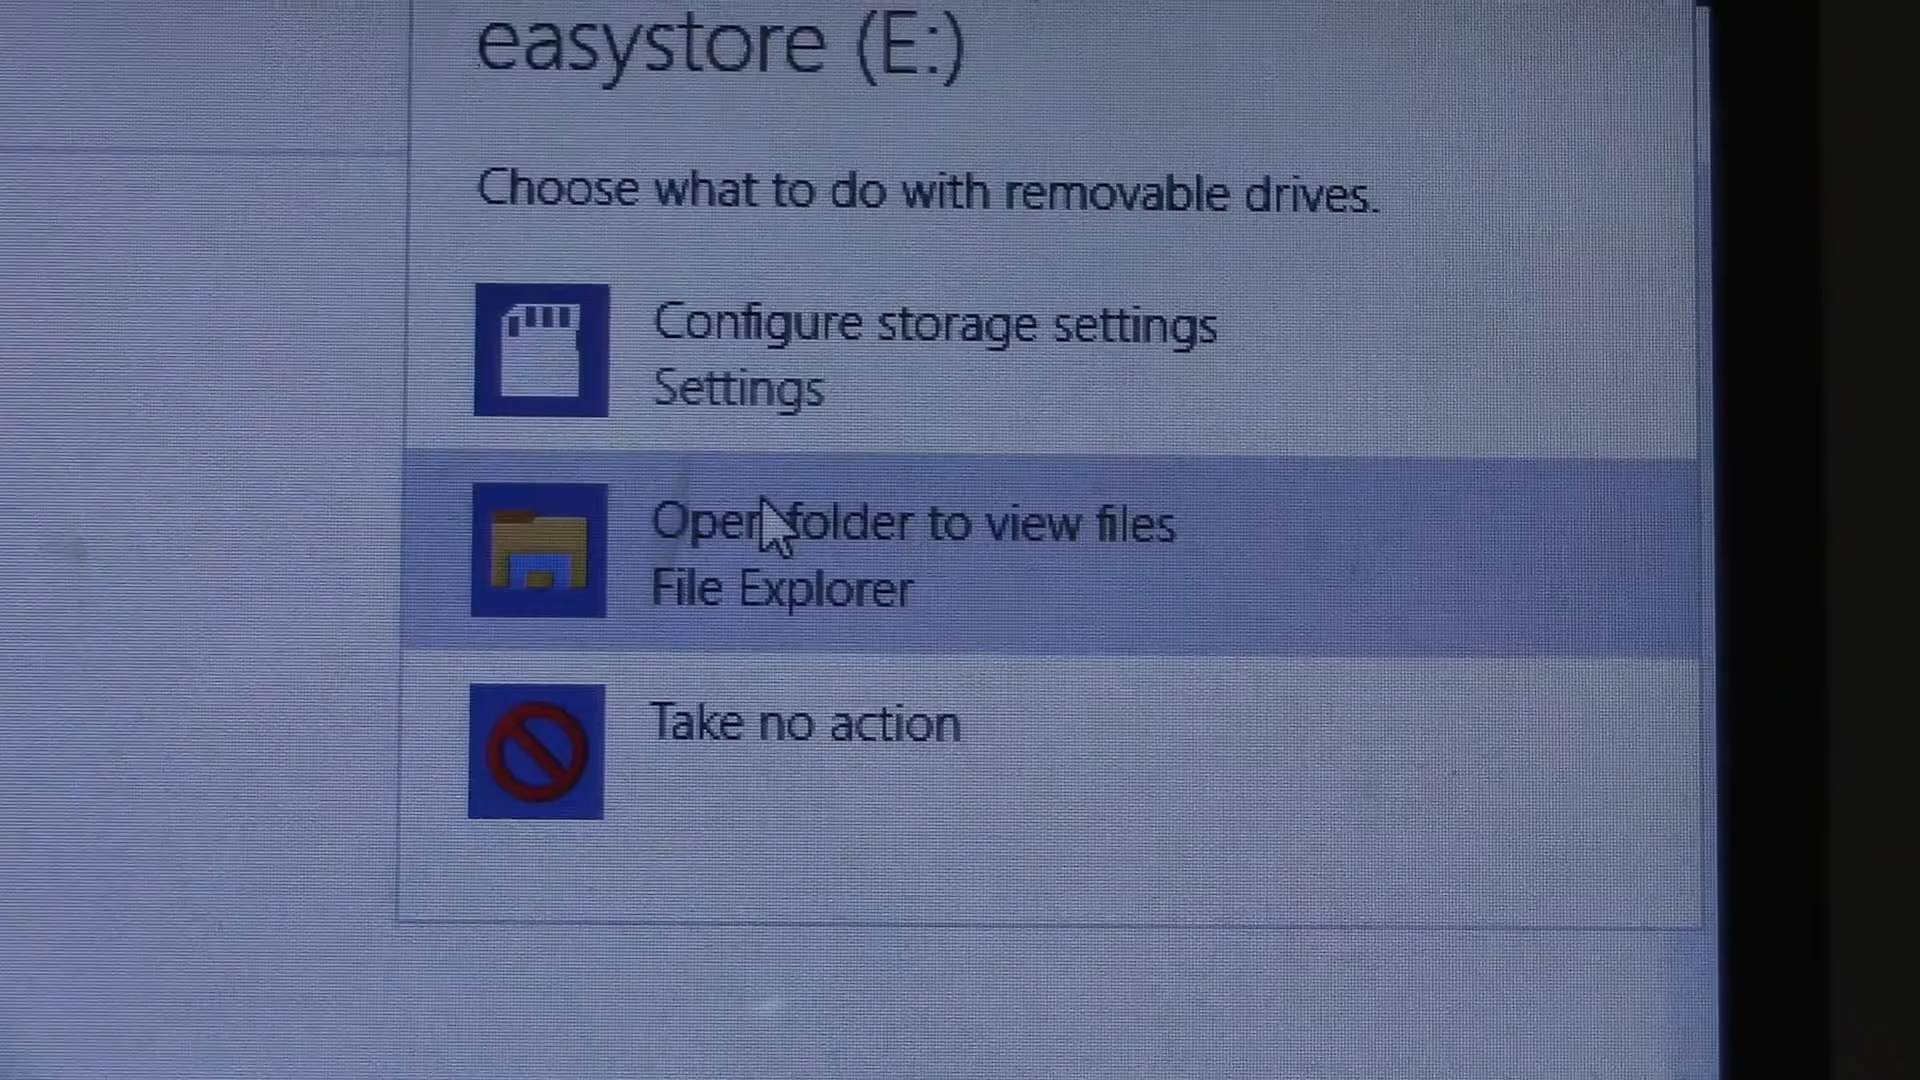 easystore (E:)
Choose what to do with removable drives.
Configure storage settings
Settings
Open folder to view files
File Explorer
Take no action